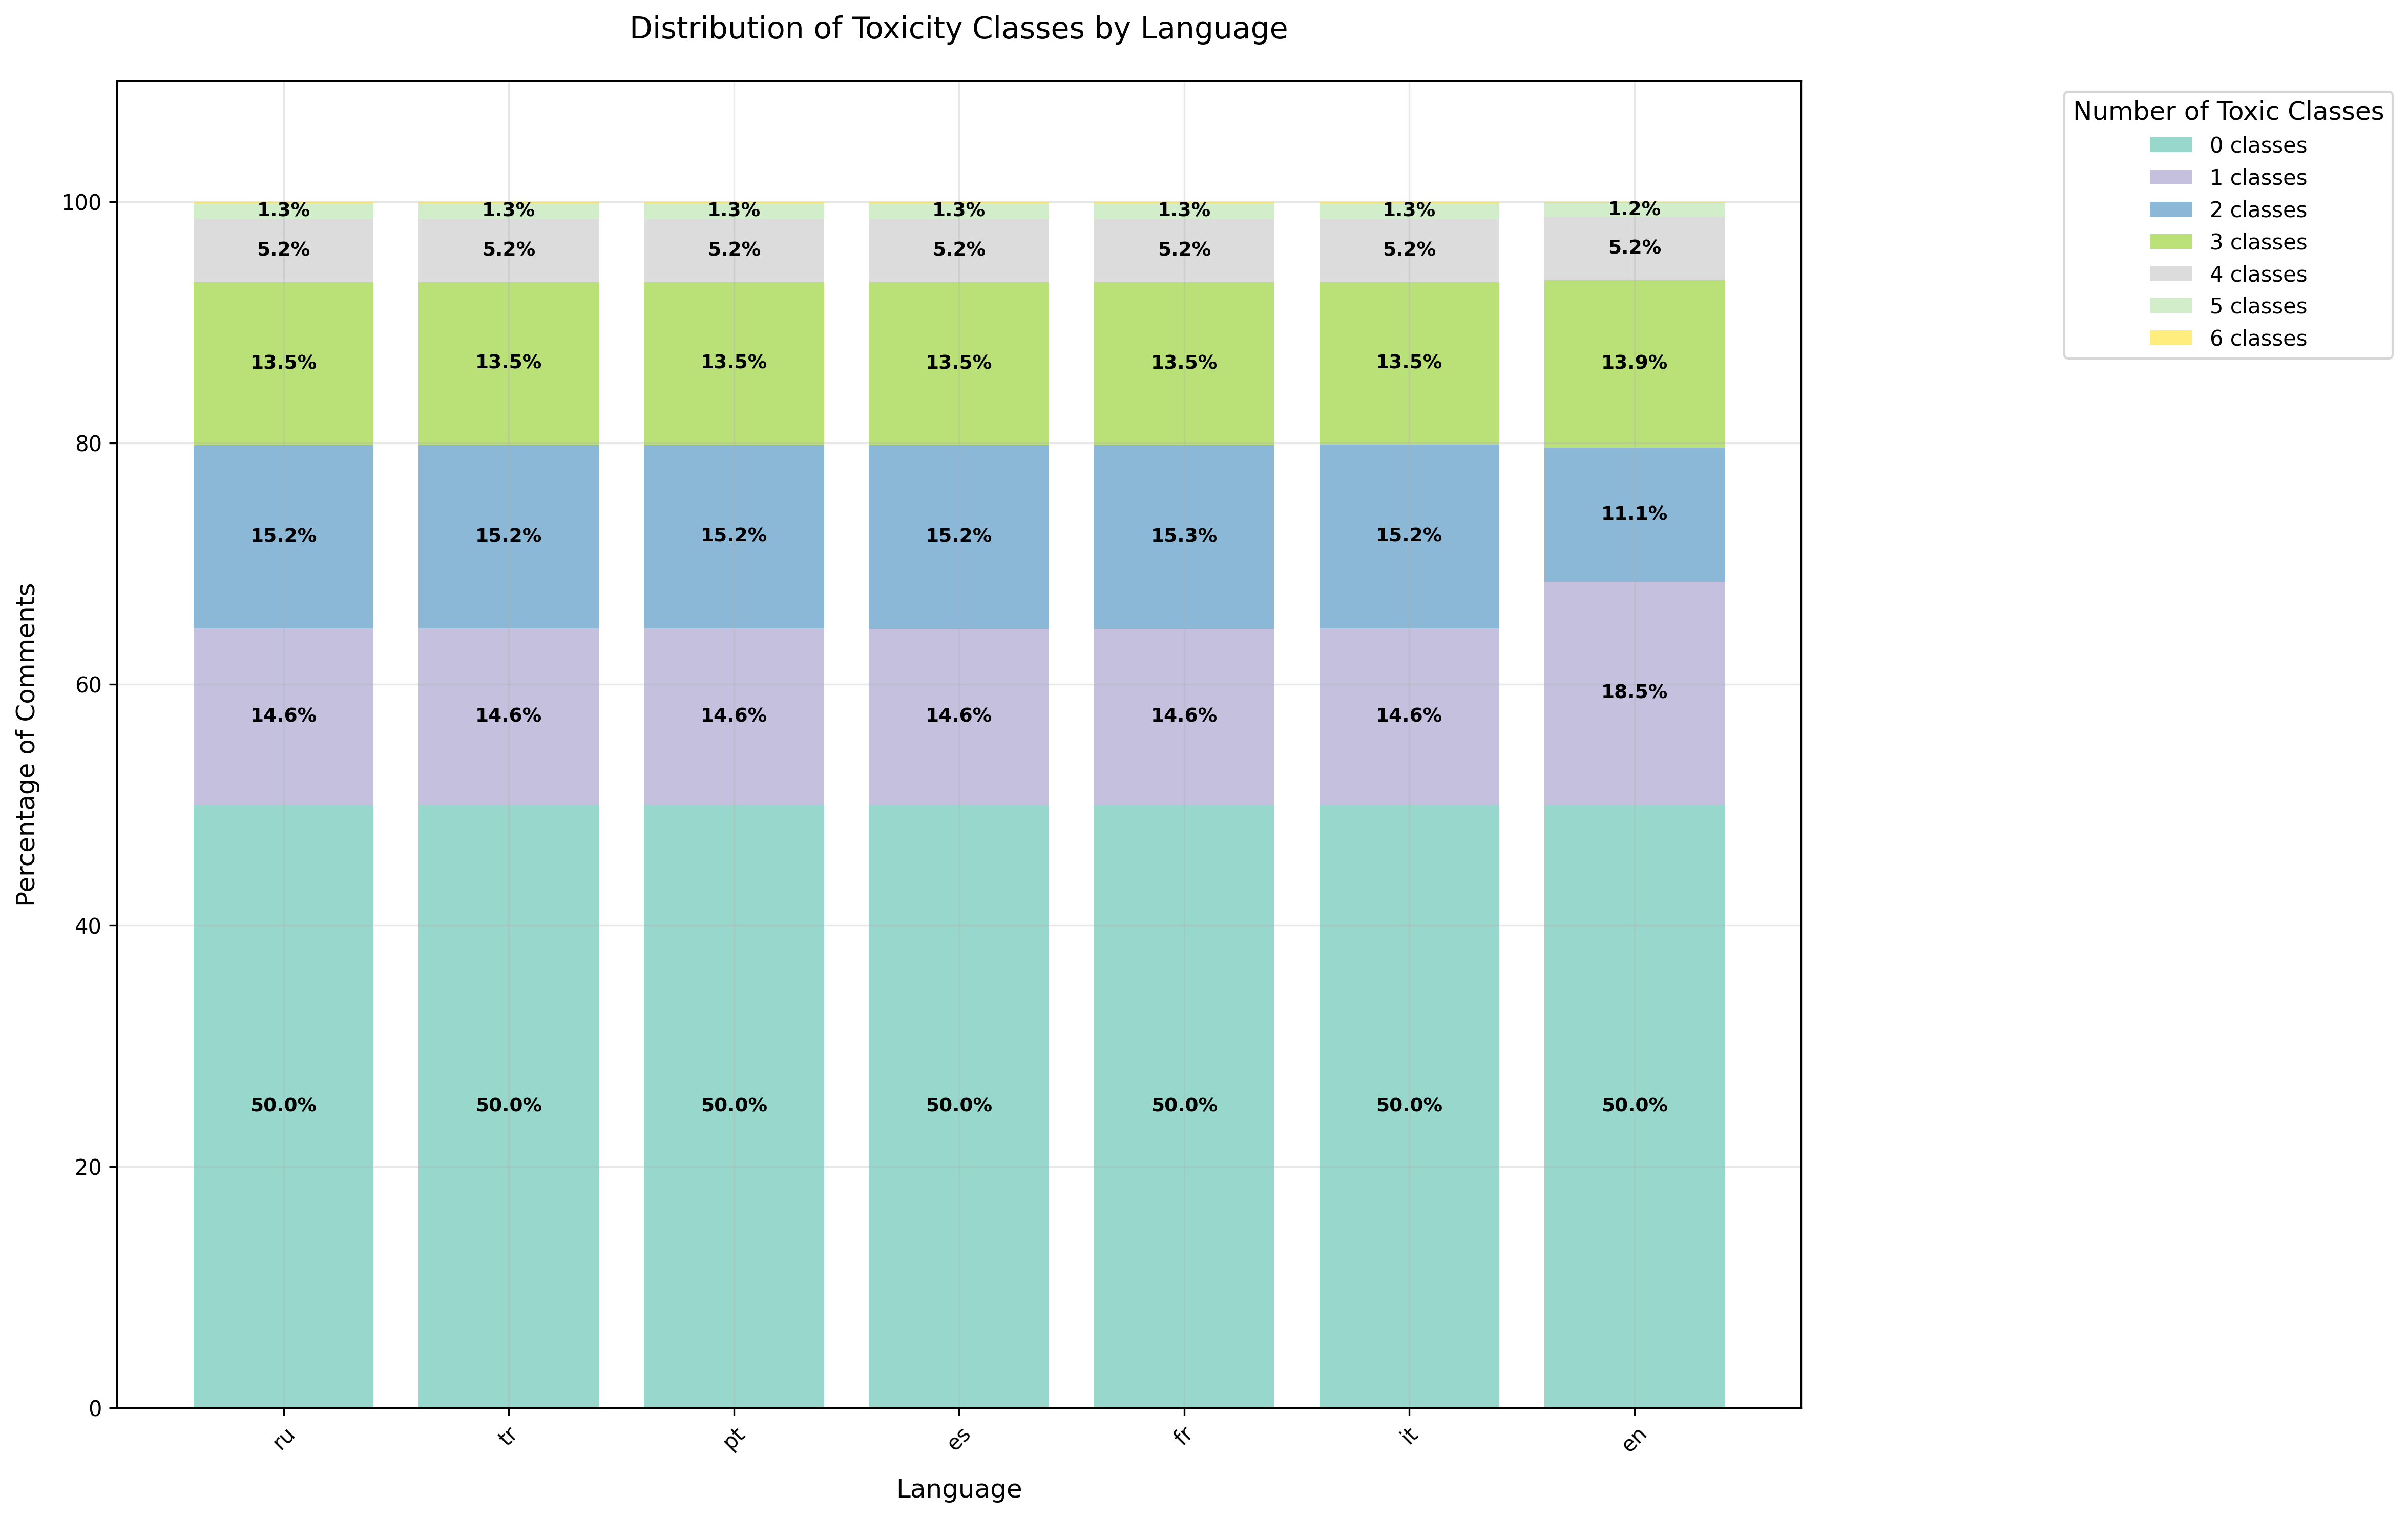 Distribution of Toxicity Classes by Language
Number of Toxic Classes
0 classes
1 classes
2 classes
3 classes
4 classes
5 classes
6 classes
Percentage of Comments
100
80
60
40
20
0
1.3% 1.3% 1.3% 1.3% 1.3% 1.3% 1.2%
5.2% 5.2% 5.2% 5.2% 5.2% 5.2% 5.2%
13.5% 13.5% 13.5% 13.5% 13.5% 13.5% 13.9%
15.2% 15.2% 15.2% 15.2% 15.3% 15.2% 11.1%
14.6% 14.6% 14.6% 14.6% 14.6% 14.6% 18.5%
50.0% 50.0% 50.0% 50.0% 50.0% 50.0% 50.0%
ru tr pt es fr it en
Language